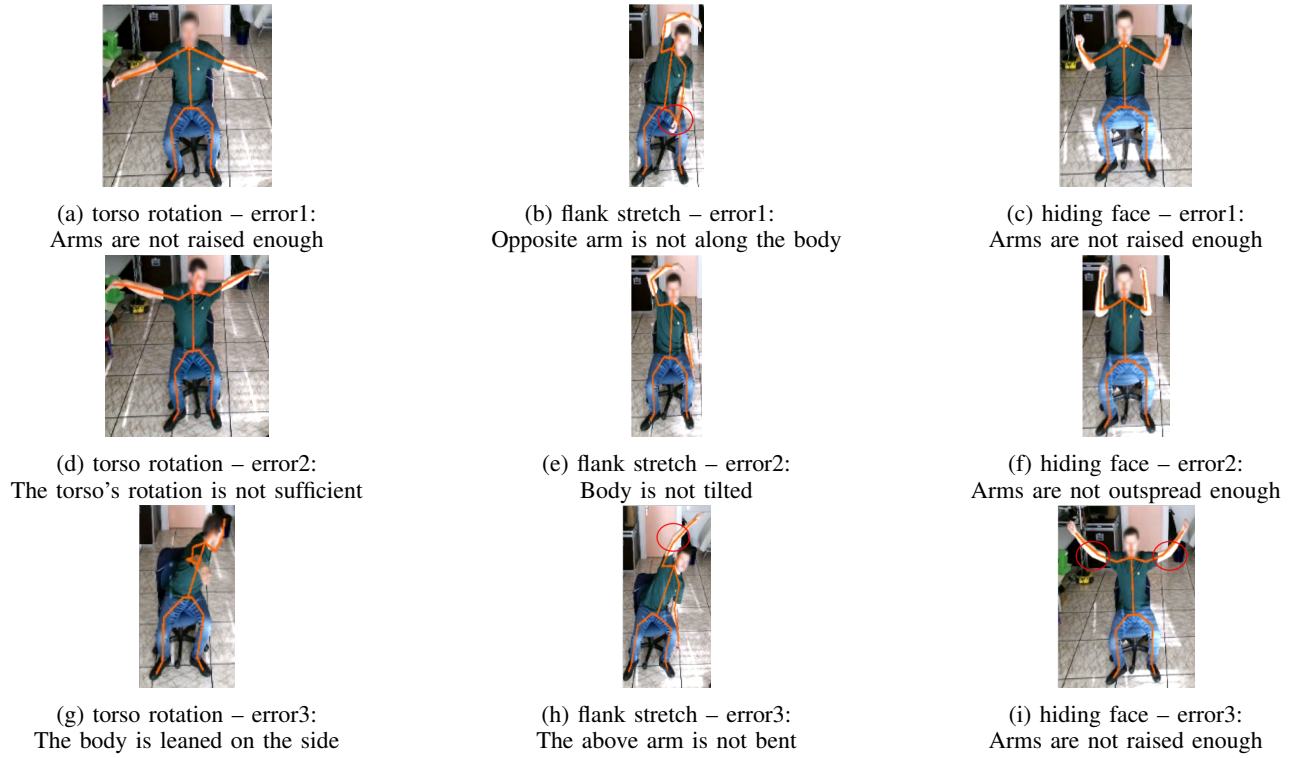 (a) torso rotation – error1:
Arms are not raised enough
(b) flank stretch – error1:
Opposite arm is not along the body
(c) hiding face – error1:
Arms are not raised enough
(d) torso rotation – error2:
The torso's rotation is not sufficient
(e) flank stretch – error2:
Body is not tilted
(f) hiding face – error2:
Arms are not outspread enough
(g) torso rotation – error3:
The body is leaned on the side
(h) flank stretch – error3:
The above arm is not bent
(i) hiding face – error3:
Arms are not raised enough